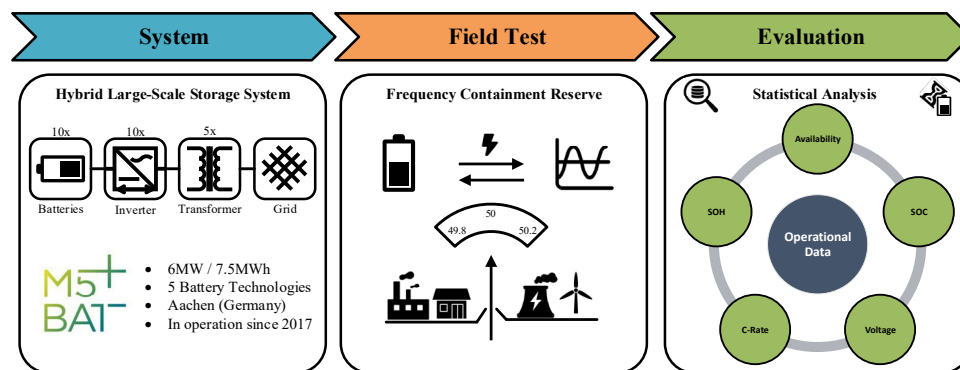 System
Field Test
Evaluation
Hybrid Large-Scale Storage System
10x
10x
5x
Batteries
Inverter
Transformer
Grid
M5+
BAT
• 6MW / 7.5MWh
• 5 Battery Technologies
• Aachen (Germany)
• In operation since 2017
Frequency Containment Reserve
50
49.8
50.2
Statistical Analysis
Availability
SOH
SOC
Operational
Data
C-Rate
Voltage